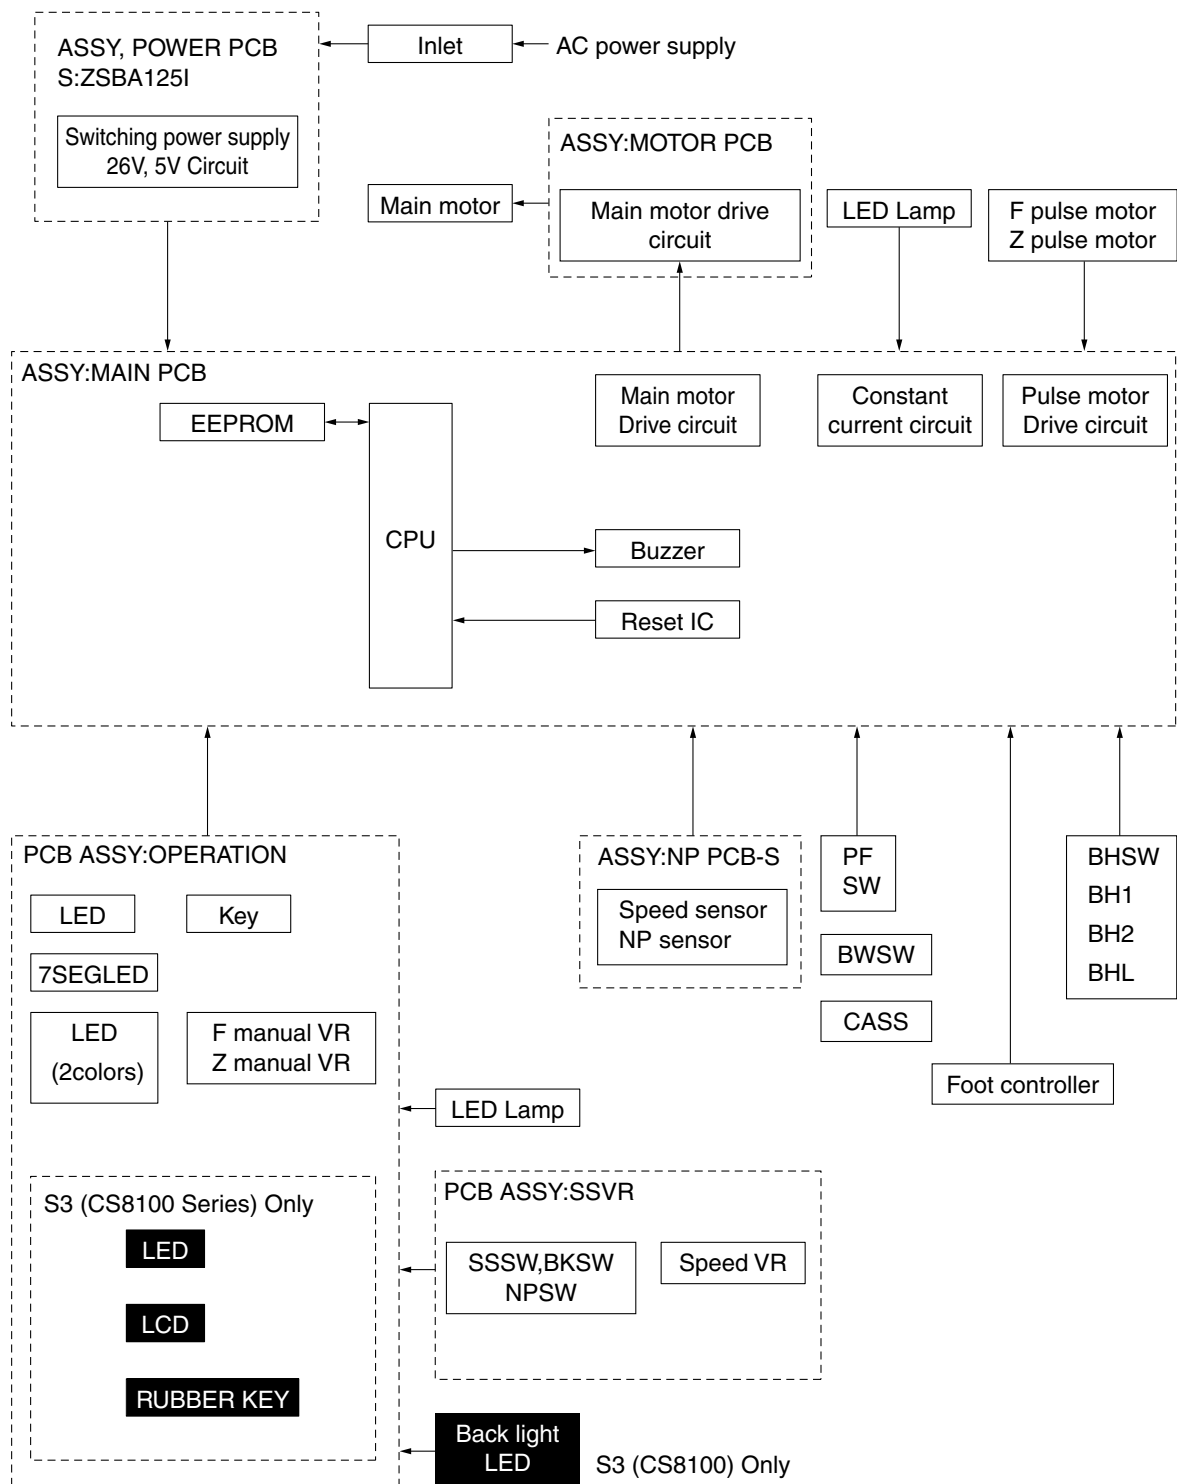 ASSY, POWER PCB
S:ZSBA125I
Switching power supply
26V, 5V Circuit
Inlet
AC power supply
ASSY:MOTOR PCB
Main motor
Main motor drive
circuit
LED Lamp
F pulse motor
Z pulse motor
ASSY:MAIN PCB
EEPROM
CPU
Main motor
Drive circuit
Constant
current circuit
Pulse motor
Drive circuit
Buzzer
Reset IC
PCB ASSY:OPERATION
LED
Key
7SEGLED
LED
(2colors)
F manual VR
Z manual VR
ASSY:NP PCB-S
Speed sensor
NP sensor
PF
SW
BWSW
CASS
BHSW
BH1
BH2
BHL
Foot controller
LED Lamp
S3 (CS8100 Series) Only
LED
LCD
RUBBER KEY
PCB ASSY:SSVR
SSSW,BKSW
NPSW
Speed VR
Back light
LED
S3 (CS8100) Only